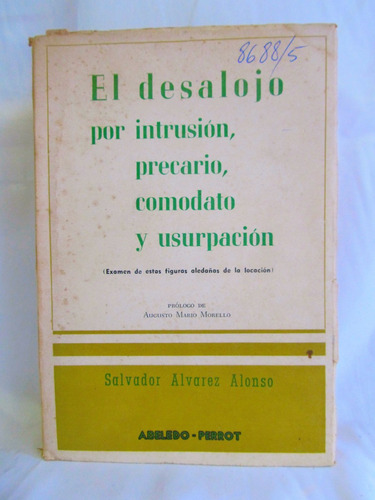 8688/5
El desalojo
por intrusión,
precario,
comodato
y usurpación
(Examen de estas figuras aledañas de la locación)
PRÓLOGO DE
AUGUSTO MARIO MORELLO
Salvador Alvarez Alonso
ABELEDO-PERROT